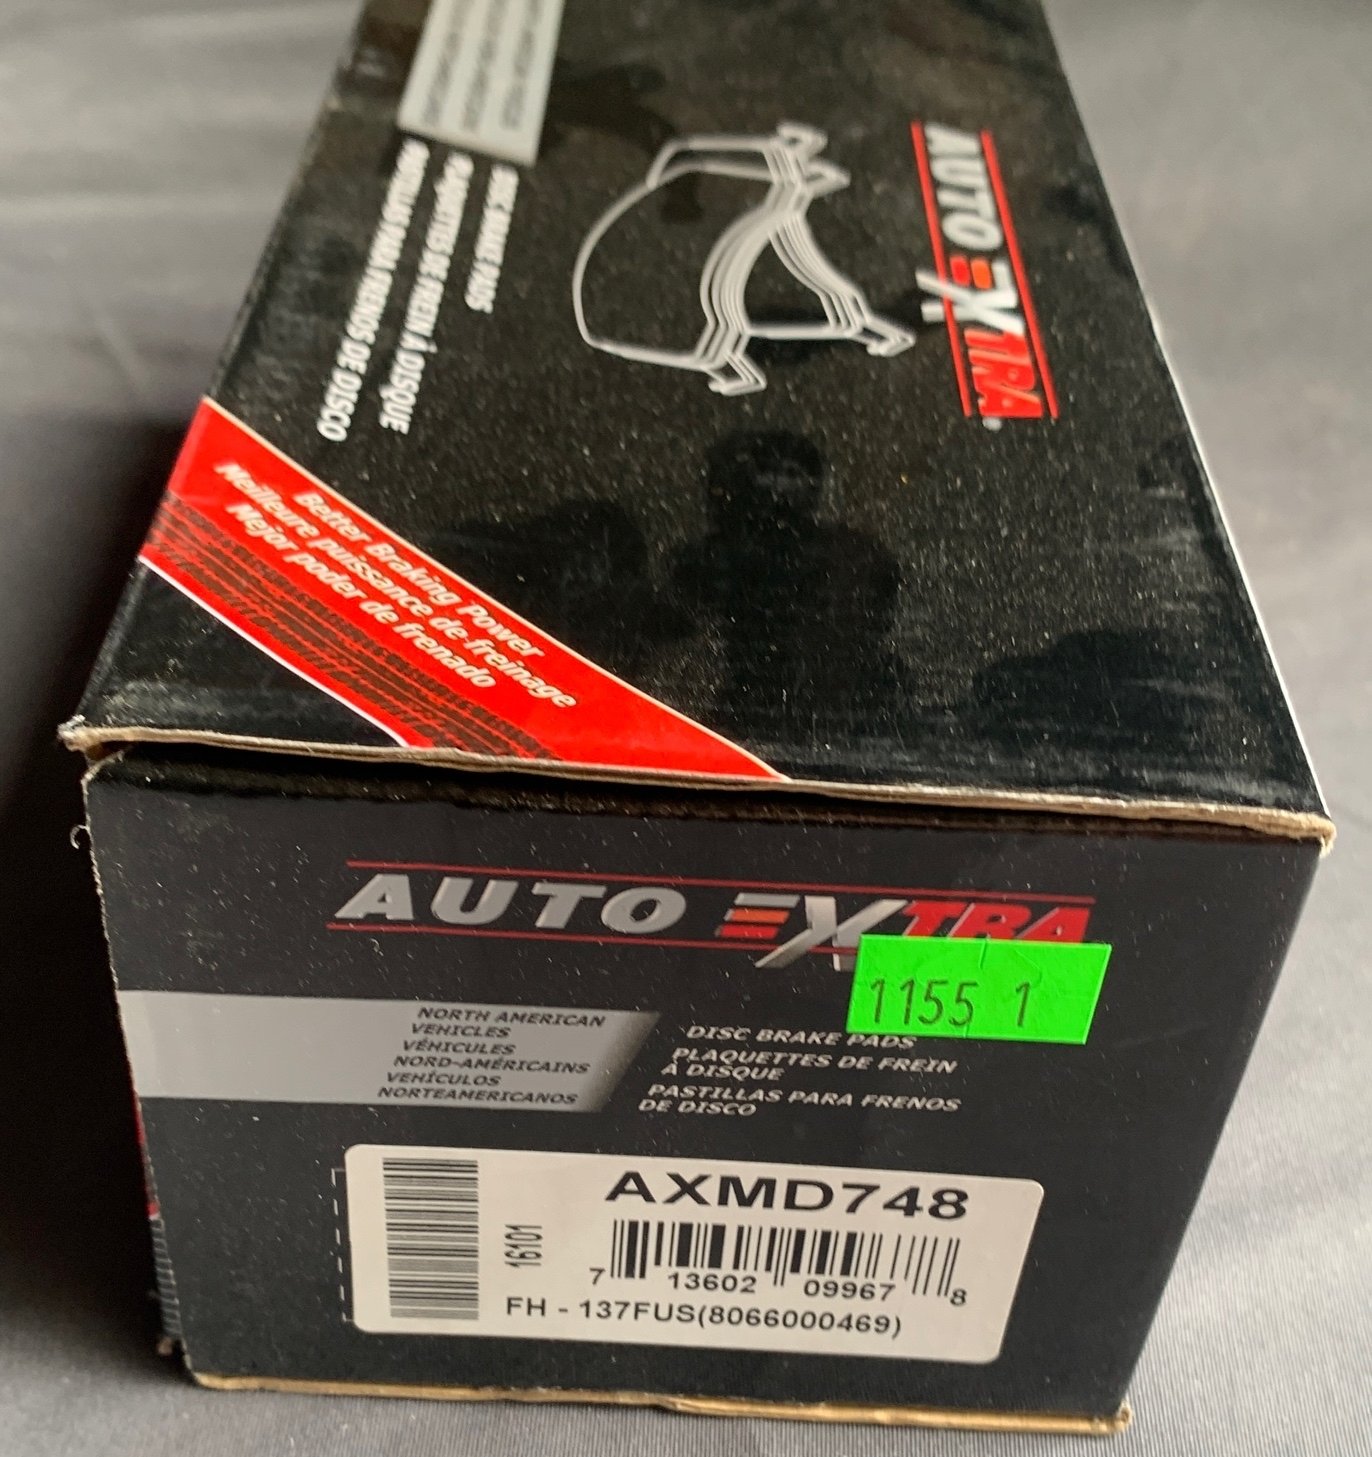 AUTO EXTRA
DISC BRAKE PADS
PLAQUETTES DE FREIN À DISQUE
PASTILLAS PARA FRENOS DE DISCO
Better Braking Power
Meilleure puissance de freinage
Mejor poder de frenado
AUTO EXTRA
1155 1
NORTH AMERICAN
VEHICLES
VÉHICULES
NORD-AMÉRICAINS
VEHÍCULOS
NORTEAMERICANOS
DISC BRAKE PADS
PLAQUETTES DE FREIN
À DISQUE
PASTILLAS PARA FRENOS
DE DISCO
AXMD748
16101
7 13602 09967 8
FH - 137FUS(8066000469)